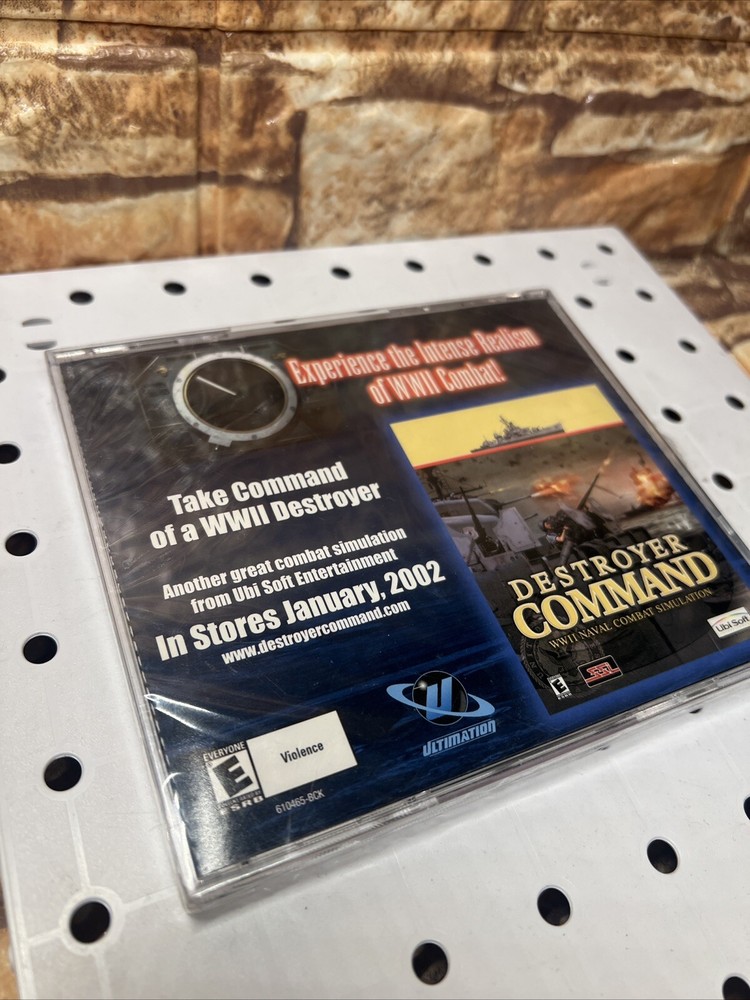 Experience the Intense Realism
of WWII Combat!
Take Command
of a WWII Destroyer
Another great combat simulation
from Ubi Soft Entertainment
In Stores January, 2002
www.destroyercommand.com
DESTROYER
COMMAND
WWII NAVAL COMBAT SIMULATION
Ubi Soft
E
SSI
U
ULTIMATION
EVERYONE
E
ESRB
Violence
610465-BCK